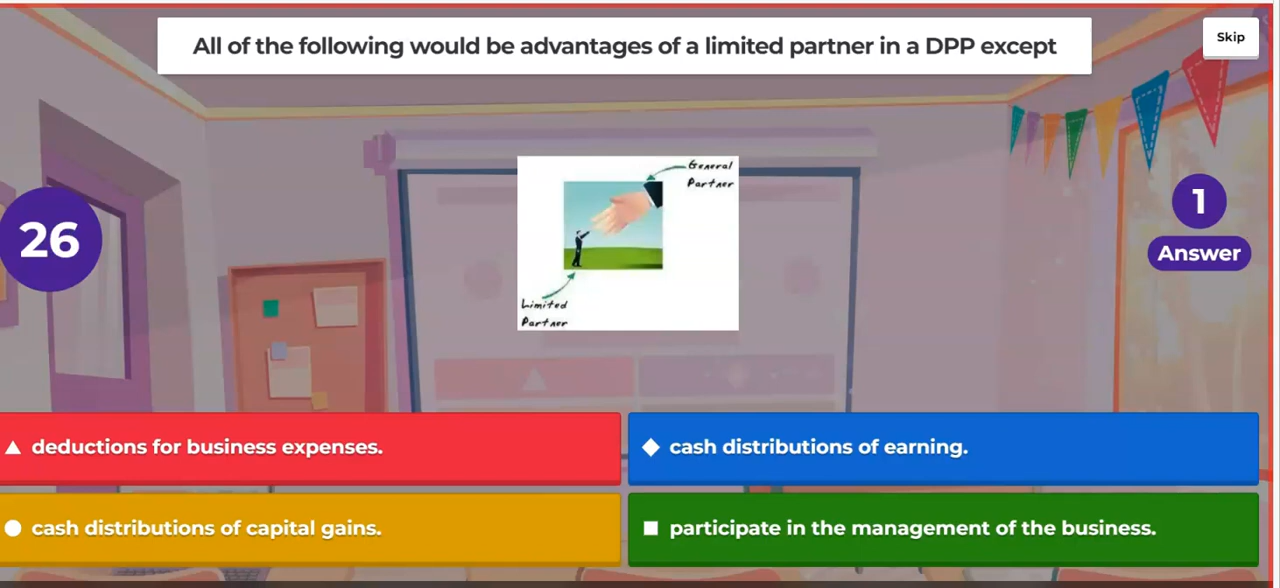 All of the following would be advantages of a limited partner in a DPP except
Skip
General
Partner
26
1
Answer
Limited
Partner
deductions for business expenses.
cash distributions of earning.
cash distributions of capital gains.
participate in the management of the business.